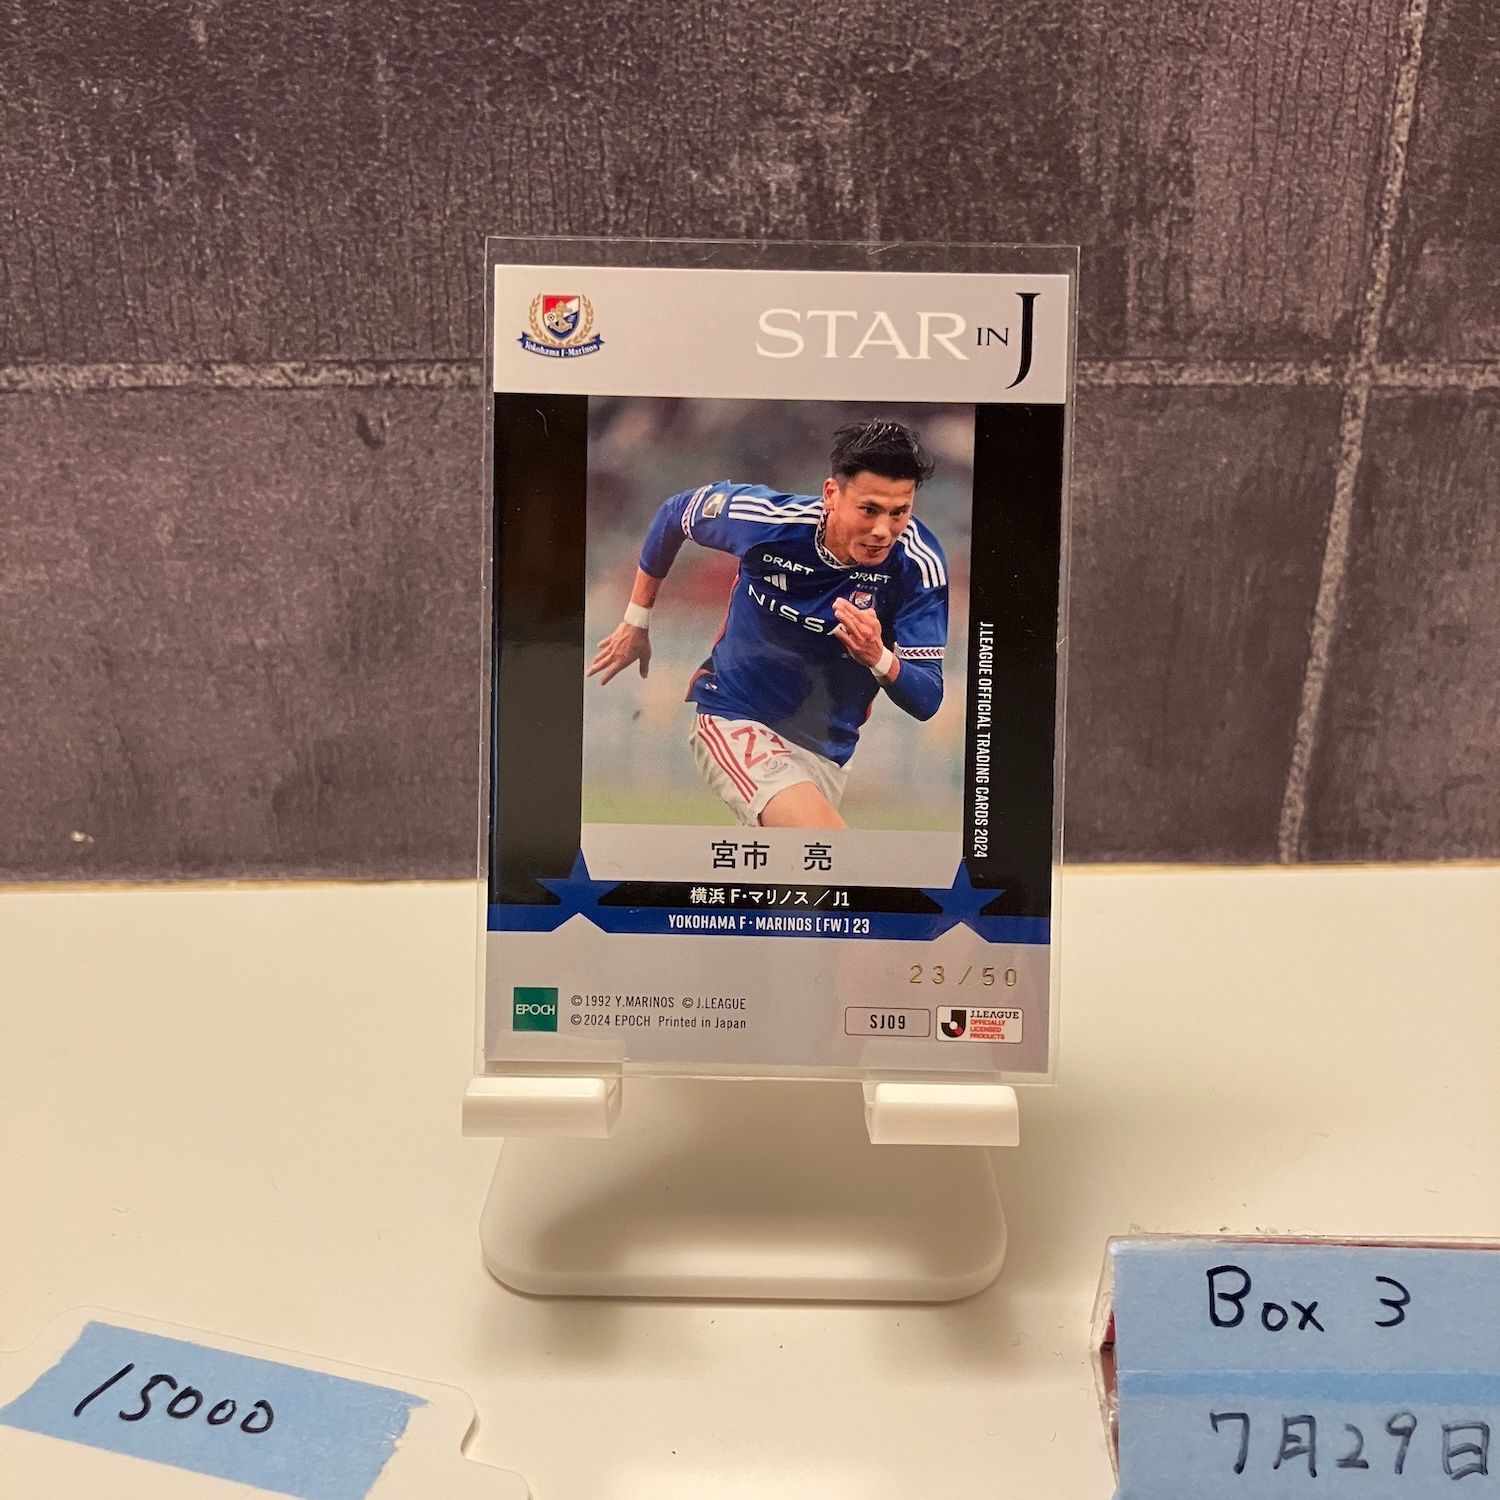 Yokohama F·Marinos
STAR IN J
DRAFT
DRAFT
NISSA
23
J.LEAGUE OFFICIAL TRADING CARDS 2024
宮市 亮
横浜F・マリノス／J1
YOKOHAMA F・MARINOS [FW] 23
23/50
EPOCH
©1992 Y.MARINOS ©J.LEAGUE
©2024 EPOCH Printed in Japan
SJ09
J.LEAGUE
OFFICIALLY
LICENSED
PRODUCTS
15000
Box 3
7月29日